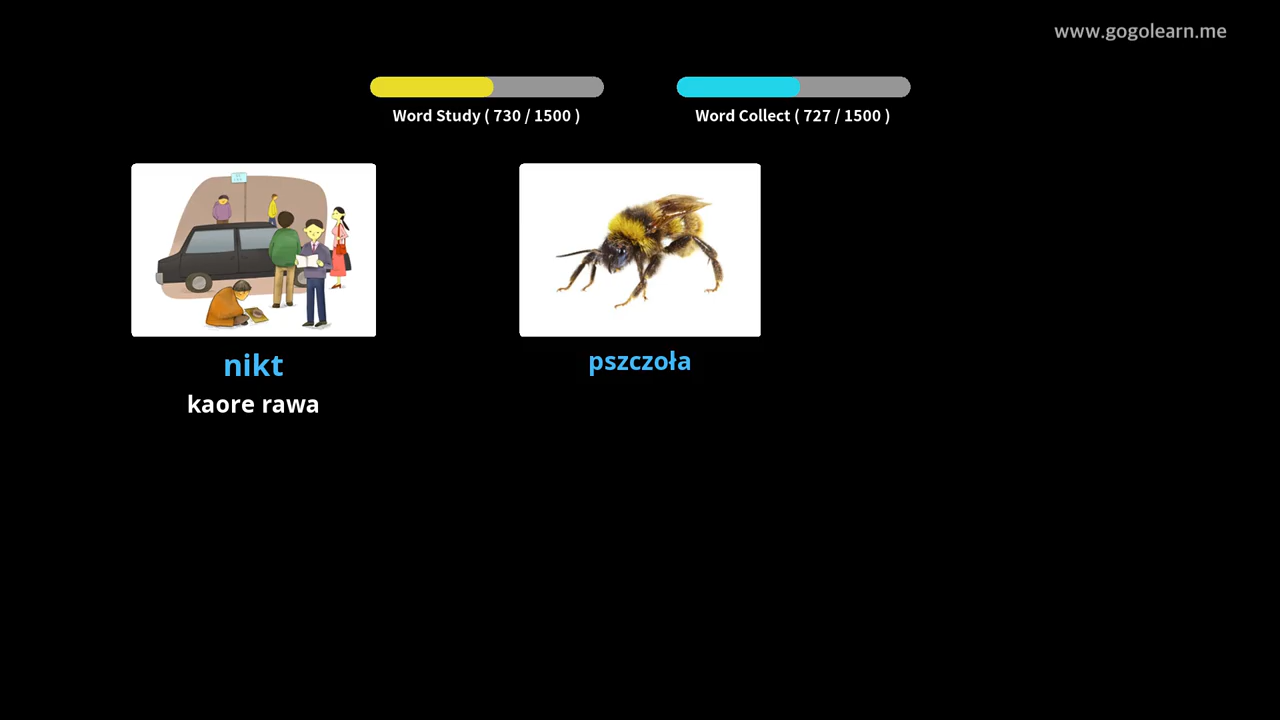 www.gogolearn.me
Word Study ( 730 / 1500 )
Word Collect ( 727 / 1500 )
nikt
kaore rawa
pszczoła